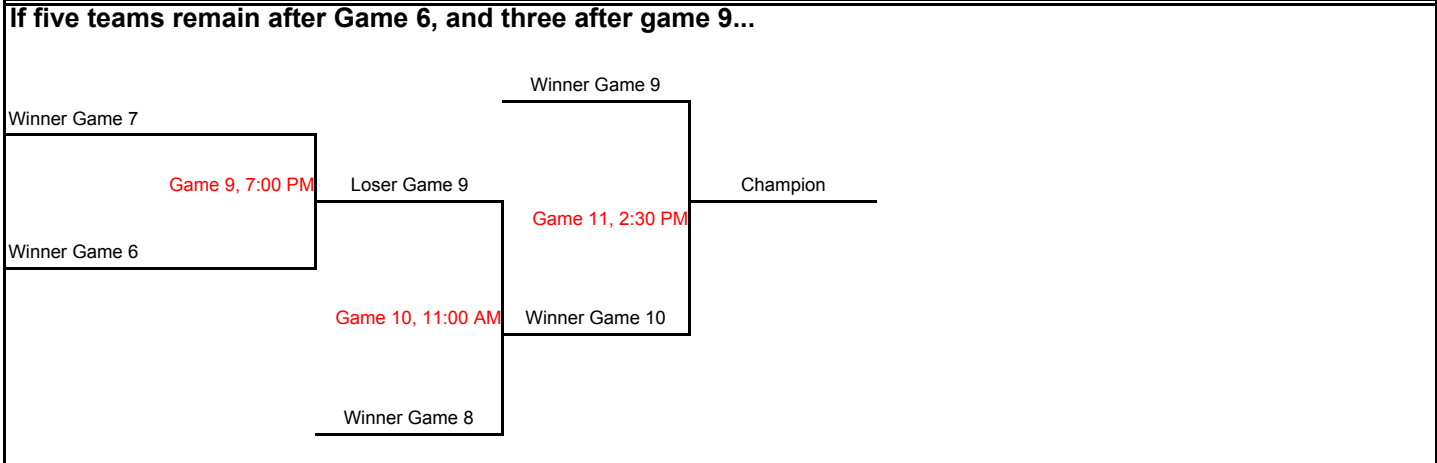 If five teams remain after Game 6, and three after game 9...
Winner Game 9
Winner Game 7
Game 9, 7:00 PM
Loser Game 9
Champion
Game 11, 2:30 PM
Winner Game 6
Game 10, 11:00 AM
Winner Game 10
Winner Game 8